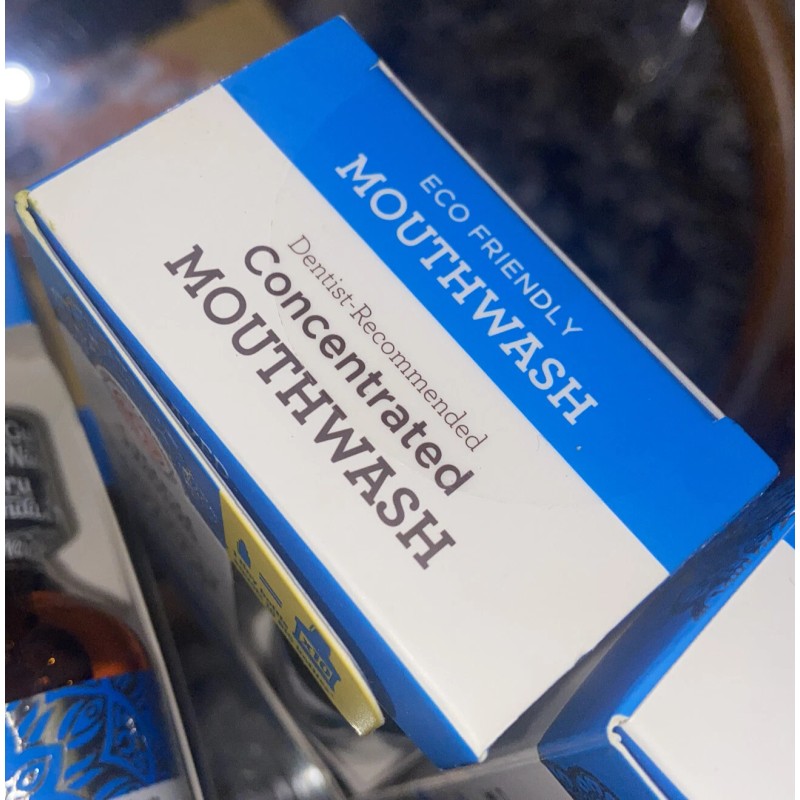 ECO FRIENDLY
MOUTHWASH
Dentist-Recommended
Concentrated
MOUTHWASH